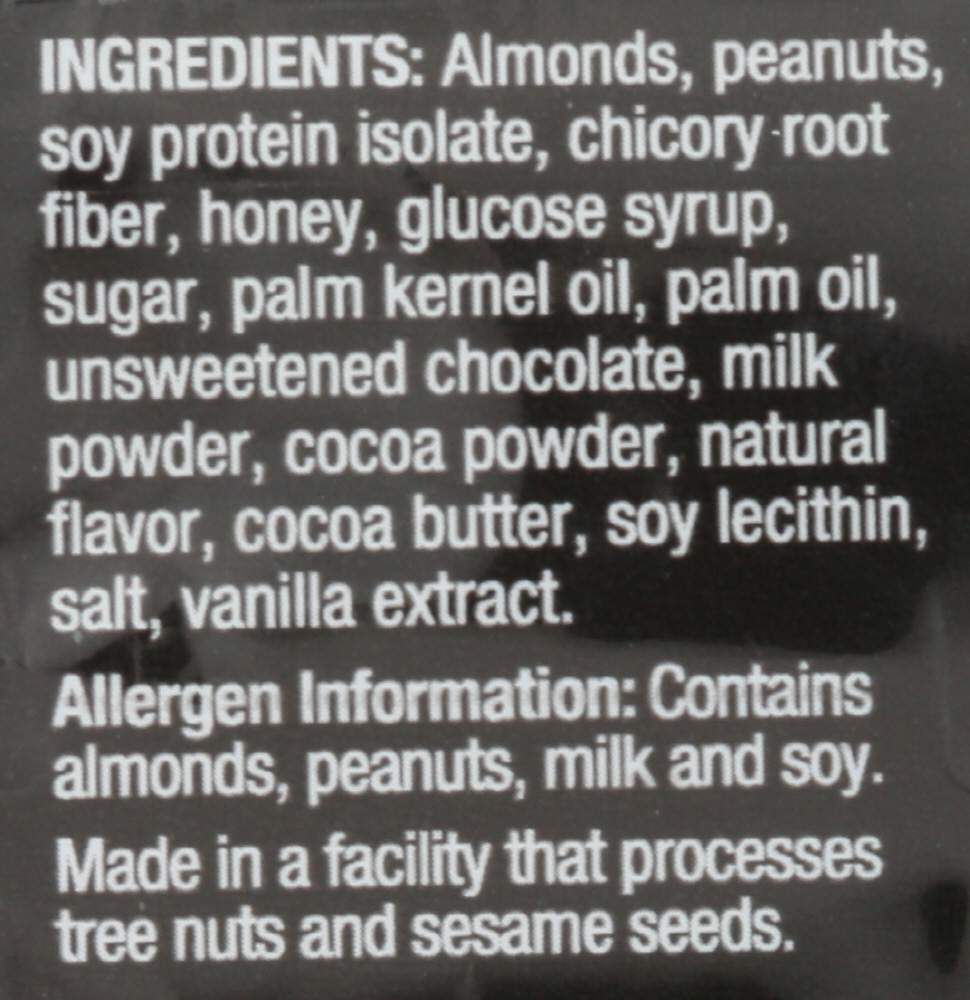 INGREDIENTS: Almonds, peanuts,
soy protein isolate, chicory root
fiber, honey, glucose syrup,
sugar, palm kernel oil, palm oil,
unsweetened chocolate, milk
powder, cocoa powder, natural
flavor, cocoa butter, soy lecithin,
salt, vanilla extract.
Allergen Information: Contains
almonds, peanuts, milk and soy.
Made in a facility that processes
tree nuts and sesame seeds.